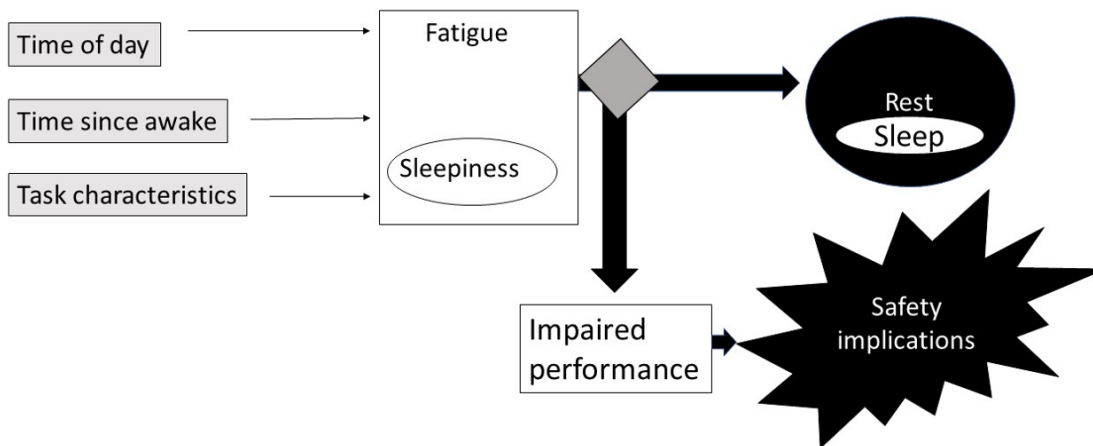 Time of day
Time since awake
Task characteristics
Fatigue
Sleepiness
Rest
Sleep
Impaired
performance
Safety
implications